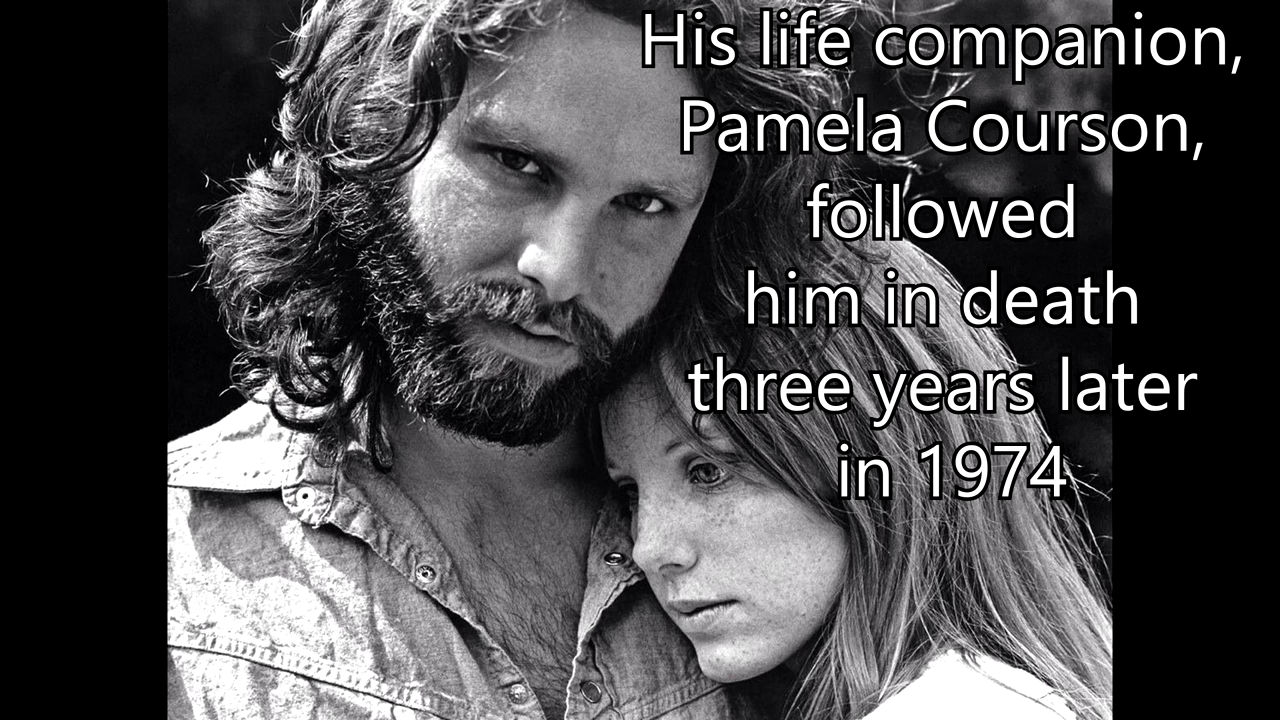 His life companion,
Pamela Courson,
followed
him in death
three years later
in 1974